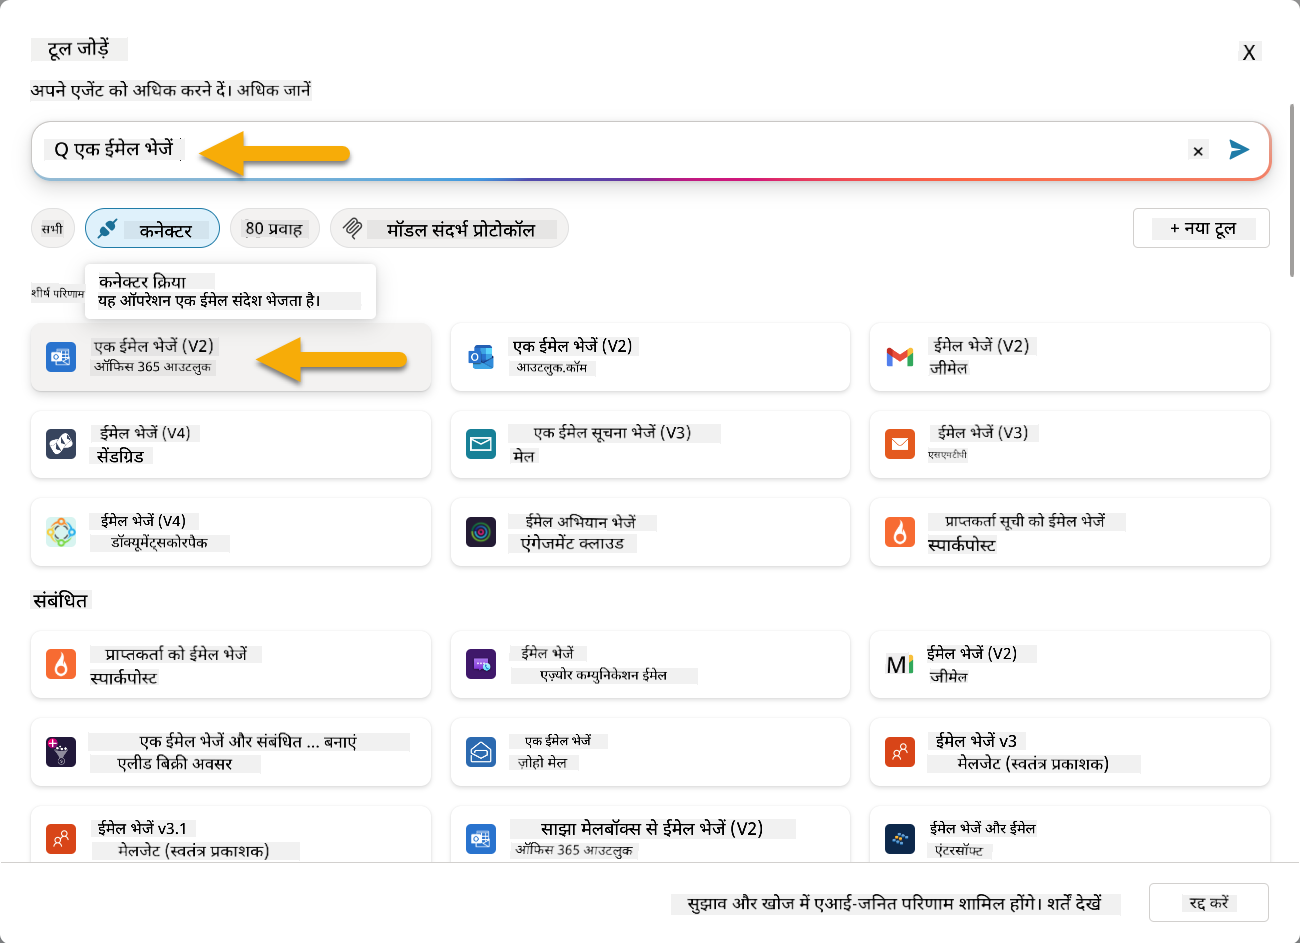 टूल जोड़ें
X
अपने एजेंट को अधिक करने दें। अधिक जानें
Q एक ईमेल भेजें
सभी
कनेक्टर
80 प्रवाह
मॉडल संदर्भ प्रोटोकॉल
+ नया टूल
कनेक्टर क्रिया
यह ऑपरेशन एक ईमेल संदेश भेजता है।
शीर्ष परिणाम
एक ईमेल भेजें (V2)
ऑफिस 365 आउटलुक
एक ईमेल भेजें (V2)
आउटलुक.कॉम
ईमेल भेजें (V2)
जीमेल
ईमेल भेजें (V4)
सेंडग्रिड
एक ईमेल सूचना भेजें (V3)
मेल
ईमेल भेजें (V3)
एसएमटीपी
ईमेल भेजें (V4)
डॉक्यूमेंट्सकोरपैक
ईमेल अभियान भेजें
एंगेजमेंट क्लाउड
प्राप्तकर्ता सूची को ईमेल भेजें
स्पार्कपोस्ट
संबंधित
प्राप्तकर्ता को ईमेल भेजें
स्पार्कपोस्ट
ईमेल भेजें
एज़्योर कम्युनिकेशन ईमेल
ईमेल भेजें (V2)
जीमेल
एक ईमेल भेजें और संबंधित ... बनाएं
एलीड बिक्री अवसर
एक ईमेल भेजें
ज़ोहो मेल
ईमेल भेजें v3
मेलजेट (स्वतंत्र प्रकाशक)
ईमेल भेजें v3.1
मेलजेट (स्वतंत्र प्रकाशक)
साझा मेलबॉक्स से ईमेल भेजें (V2)
ऑफिस 365 आउटलुक
ईमेल भेजें और ईमेल
एंटरसॉफ्ट
सुझाव और खोज में एआई-जनित परिणाम शामिल होंगे। शर्तें देखें
रद्द करें